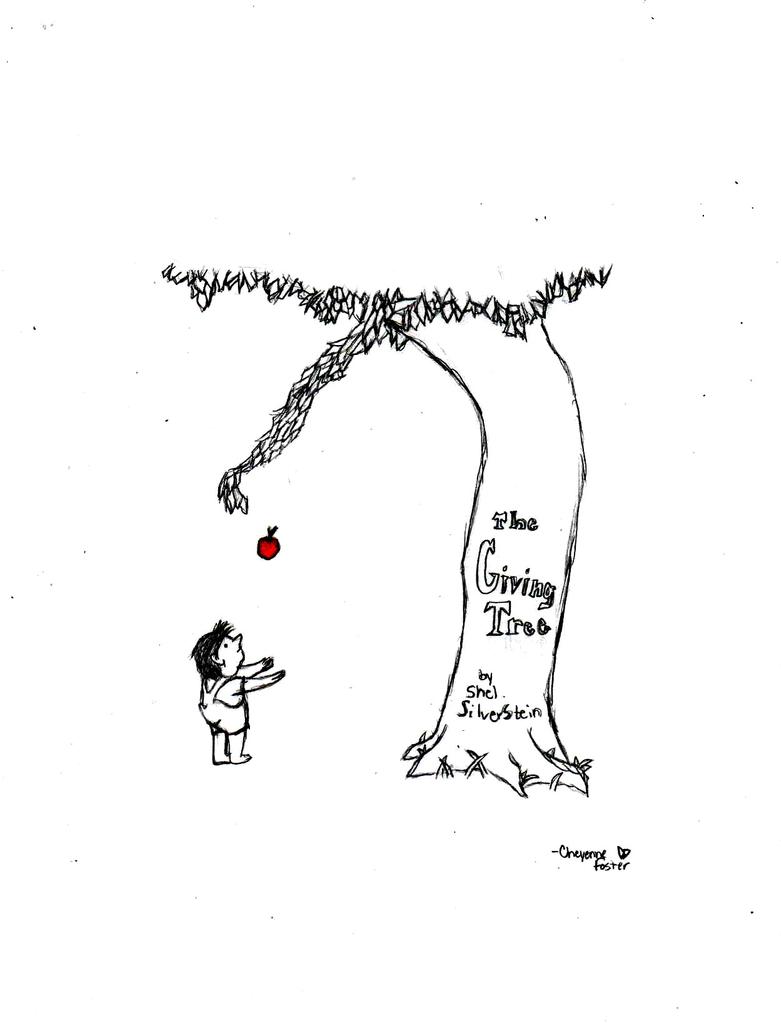 The
Giving
Tree
by
Shel
Silverstein
-Cheyenne
Foster